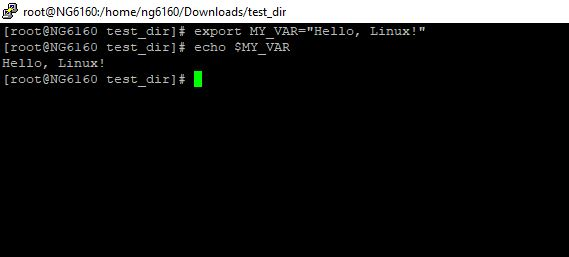 root@NG6160:/home/ng6160/Downloads/test_dir
[root@NG6160 test_dir]# export MY_VAR="Hello, Linux!"
[root@NG6160 test_dir]# echo $MY_VAR
Hello, Linux!
[root@NG6160 test_dir]#